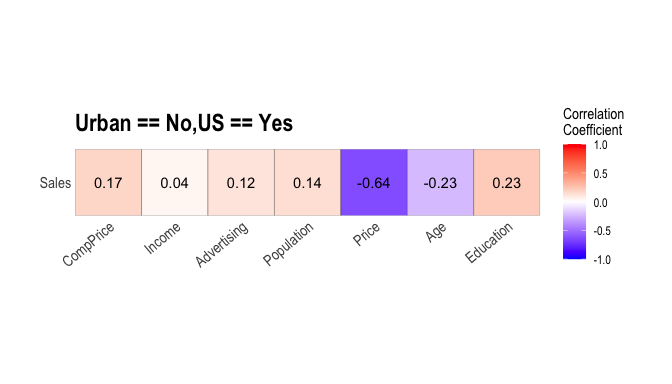 Urban == No,US == Yes
Sales
0.17 0.04 0.12 0.14 -0.64 -0.23 0.23
CompPrice Income Advertising Population Price Age Education
Correlation
Coefficient
1.0
0.5
0.0
-0.5
-1.0